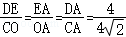 DE/CO = EA/OA = DA/CA = 4/4√2